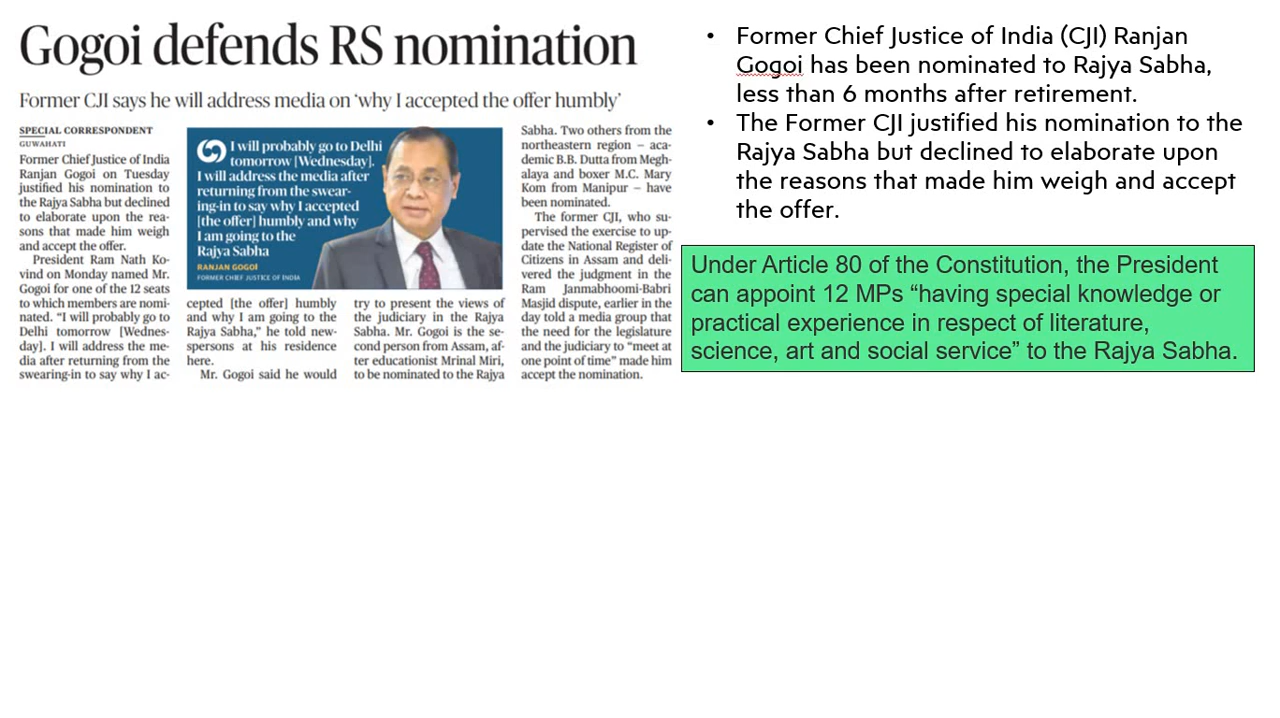 Gogoi defends RS nomination
Former CJI says he will address media on ‘why I accepted the offer humbly’
SPECIAL CORRESPONDENT
GUWAHATI
Former Chief Justice of India
Ranjan Gogoi on Tuesday
justified his nomination to
the Rajya Sabha but declined
to elaborate upon the rea-
sons that made him weigh
and accept the offer.
President Ram Nath Ko-
vind on Monday named Mr.
Gogoi for one of the 12 seats
to which members are nomi-
nated. “I will probably go to
Delhi tomorrow [Wednes-
day]. I will address the me-
dia after returning from the
swearing-in to say why I ac-
I will probably go to Delhi
tomorrow [Wednesday].
I will address the media after
returning from the swear-
ing-in to say why I accepted
[the offer] humbly and why
I am going to the
Rajya Sabha
RANJAN GOGOI
FORMER CHIEF JUSTICE OF INDIA
cepted [the offer] humbly
and why I am going to the
Rajya Sabha,” he told new-
spersons at his residence
here.
Mr. Gogoi said he would
try to present the views of
the judiciary in the Rajya
Sabha. Mr. Gogoi is the se-
cond person from Assam, af-
ter educationist Mrinal Miri,
to be nominated to the Rajya
Sabha. Two others from the
northeastern region – aca-
demic B.B. Dutta from Megh-
alaya and boxer M.C. Mary
Kom from Manipur – have
been nominated.
The former CJI, who su-
pervised the exercise to up-
date the National Register of
Citizens in Assam and deli-
vered the judgment in the
Ram Janmabhoomi-Babri
Masjid dispute, earlier in the
day told a media group that
the need for the legislature
and the judiciary to “meet at
one point of time” made him
accept the nomination.
• Former Chief Justice of India (CJI) Ranjan
Gogoi has been nominated to Rajya Sabha,
less than 6 months after retirement.
• The Former CJI justified his nomination to the
Rajya Sabha but declined to elaborate upon
the reasons that made him weigh and accept
the offer.
Under Article 80 of the Constitution, the President
can appoint 12 MPs “having special knowledge or
practical experience in respect of literature,
science, art and social service” to the Rajya Sabha.